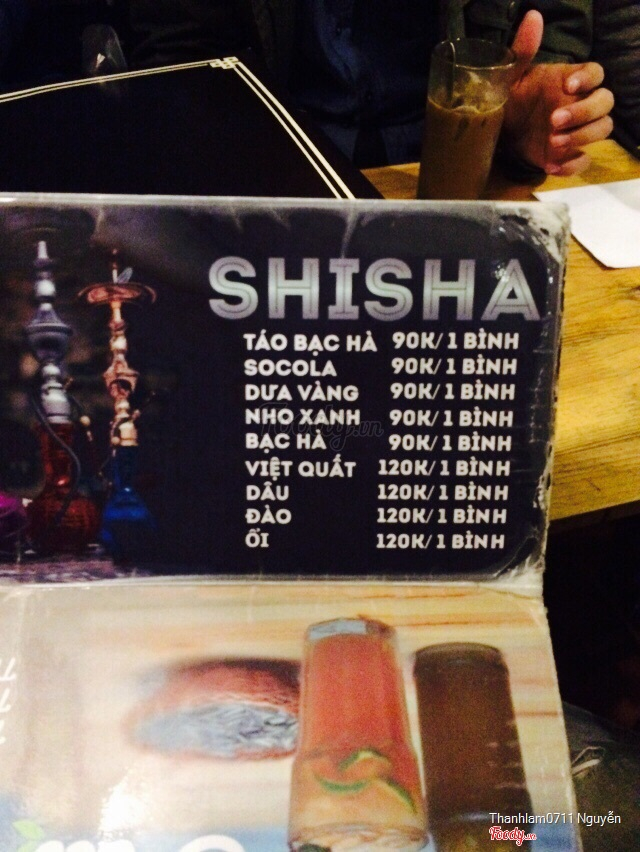 SHISHA
TÁO BẠC HÀ 90K/1 BÌNH
SOCOLA 90K/1 BÌNH
DƯA VÀNG 90K/1 BÌNH
NHO XANH 90K/1 BÌNH
BẠC HÀ 90K/1 BÌNH
VIỆT QUẤT 120K/1 BÌNH
DÂU 120K/1 BÌNH
ĐÀO 120K/1 BÌNH
ỔI 120K/1 BÌNH
Foody.vn
Thanhlam0711 Nguyễn
Foody.vn